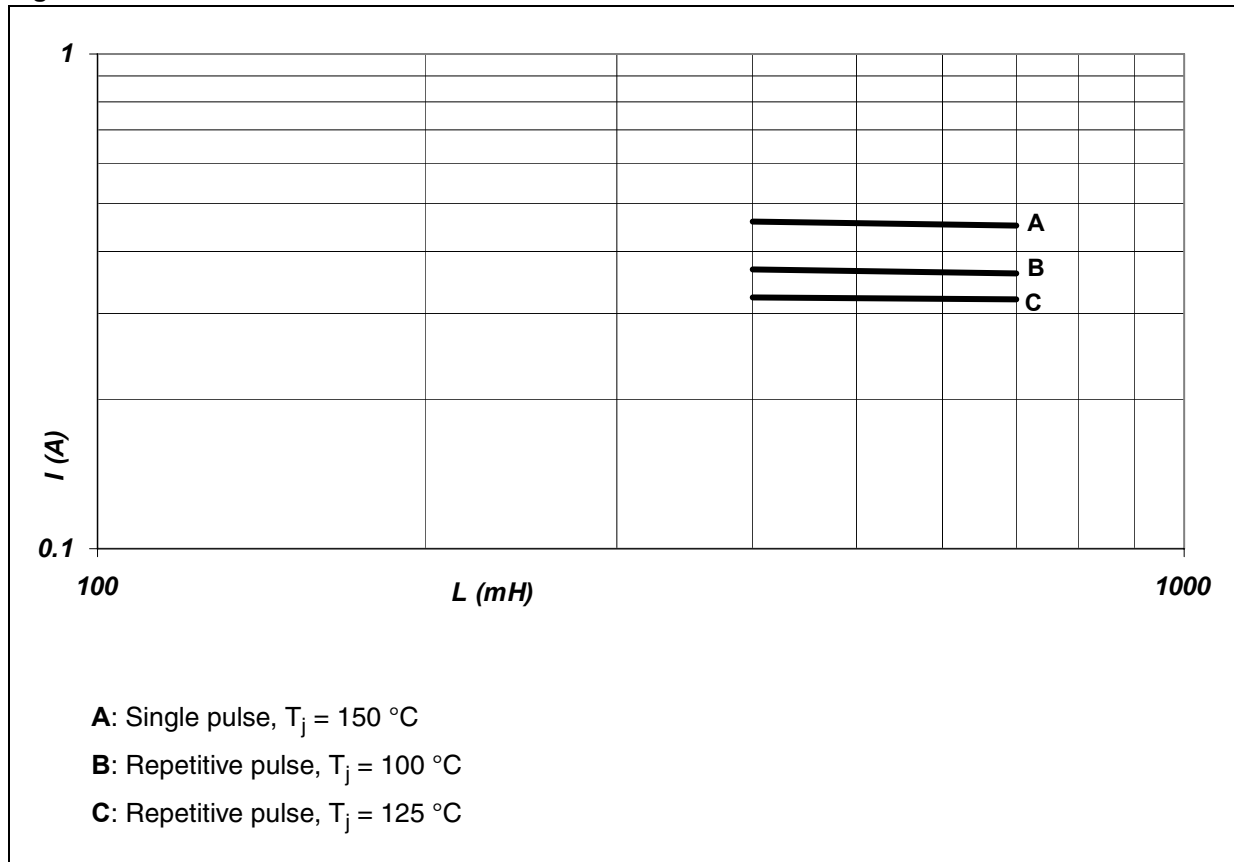 1
A
B
C
I (A)
0.1
100
L (mH)
1000
A: Single pulse, Tj = 150 °C
B: Repetitive pulse, Tj = 100 °C
C: Repetitive pulse, Tj = 125 °C